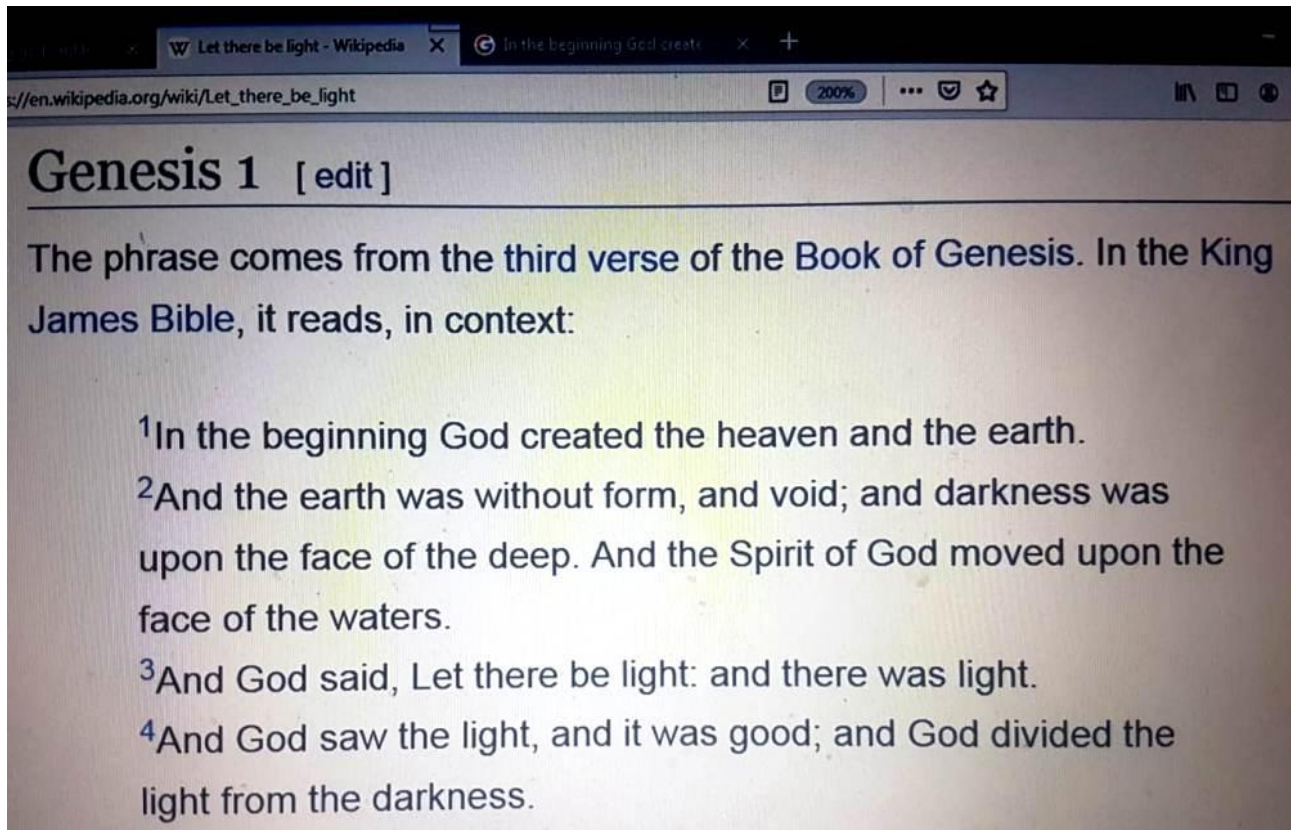 Let there be light - Wikipedia
In the beginning God create
://en.wikipedia.org/wiki/Let_there_be_light
200%
Genesis 1 [ edit ]
The phrase comes from the third verse of the Book of Genesis. In the King
James Bible, it reads, in context:
1In the beginning God created the heaven and the earth.
2And the earth was without form, and void; and darkness was
upon the face of the deep. And the Spirit of God moved upon the
face of the waters.
3And God said, Let there be light: and there was light.
4And God saw the light, and it was good; and God divided the
light from the darkness.